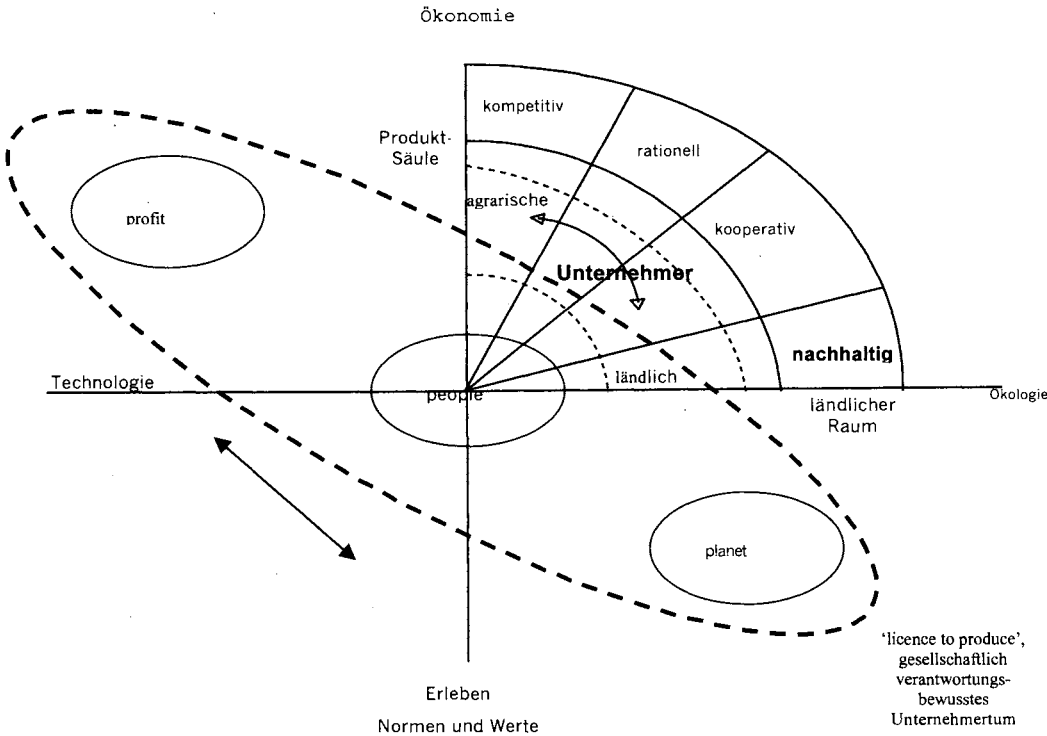 Ökonomie
kompetitiv
Produkt-
Säule
rationell
agrarische
profit
kooperativ
Unternehmer
nachhaltig
Technologie
people
ländlich
Ökologie
ländlicher
Raum
planet
'licence to produce',
gesellschaftlich
verantwortungs-
bewusstes
Unternehmertum
Erleben
Normen und Werte